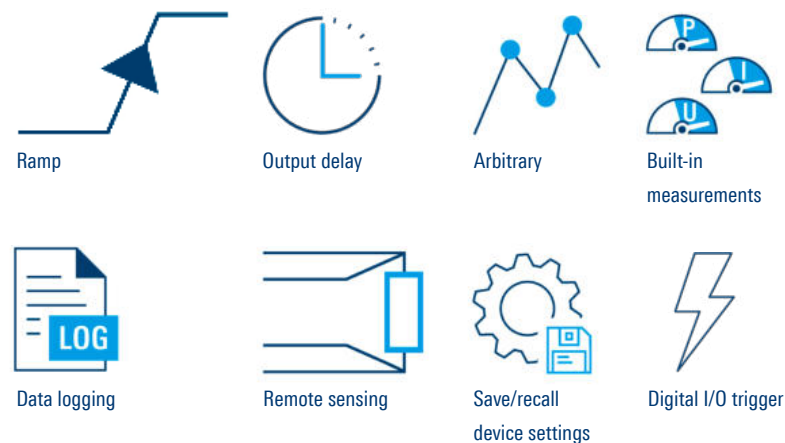 P
I
U
Ramp
Output delay
Arbitrary
Built-in
measurements
LOG
Data logging
Remote sensing
Save/recall
device settings
Digital I/O trigger